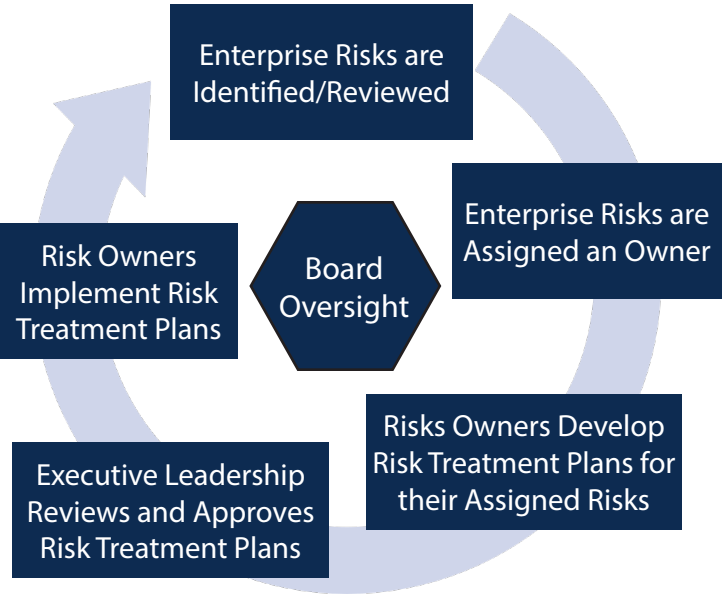 Enterprise Risks are
Identified/Reviewed
Enterprise Risks are
Assigned an Owner
Risks Owners Develop
Risk Treatment Plans for
their Assigned Risks
Executive Leadership
Reviews and Approves
Risk Treatment Plans
Risk Owners
Implement Risk
Treatment Plans
Board
Oversight